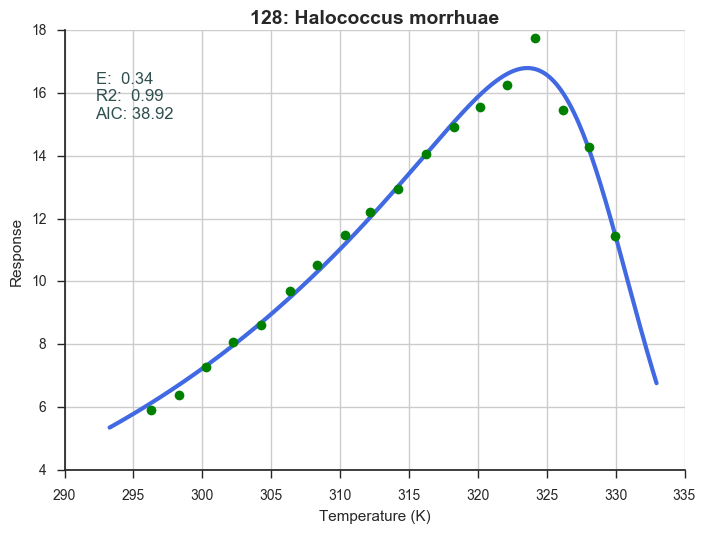 128: Halococcus morrhuae
18
16
14
12
10
8
6
4
E:  0.34
R2:  0.99
AIC: 38.92
Response
290 295 300 305 310 315 320 325 330 335
Temperature (K)